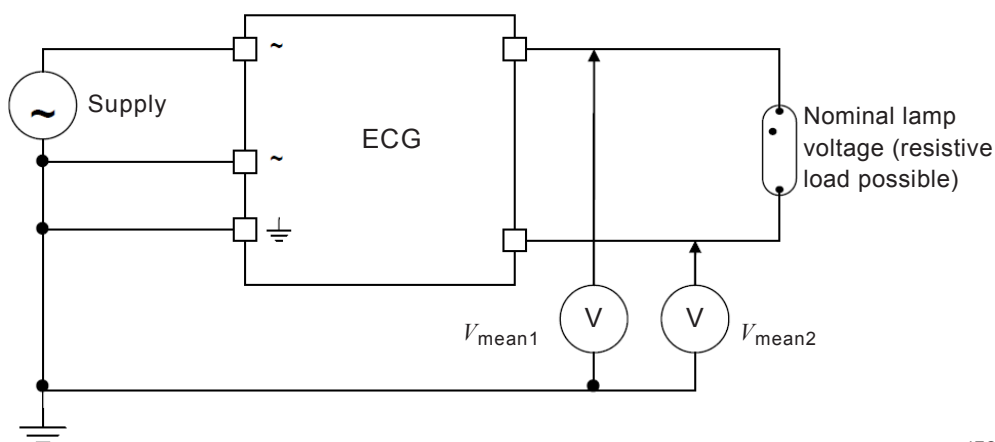 ~
Supply
~
~
ECG
Nominal lamp
voltage (resistive
load possible)
V
V
Vmean1
Vmean2